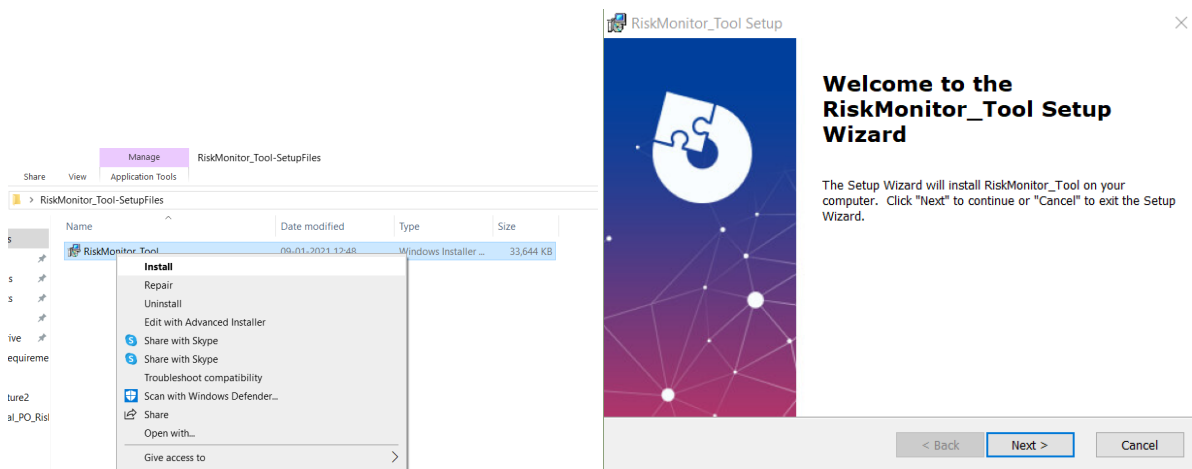 Manage
RiskMonitor_Tool-SetupFiles
Share
View
Application Tools
> RiskMonitor_Tool-SetupFiles
Name
Date modified
Type
Size
s
RiskMonitor_Tool
09-01-2021 12:48
Windows Installer ...
33,644 KB
s
s
ive
equireme
ture2
al_PO_Risl
Install
Repair
Uninstall
Edit with Advanced Installer
Share with Skype
Share with Skype
Troubleshoot compatibility
Scan with Windows Defender...
Share
Open with...
Give access to
RiskMonitor_Tool Setup
Welcome to the
RiskMonitor_Tool Setup
Wizard
The Setup Wizard will install RiskMonitor_Tool on your
computer. Click "Next" to continue or "Cancel" to exit the Setup
Wizard.
< Back
Next >
Cancel